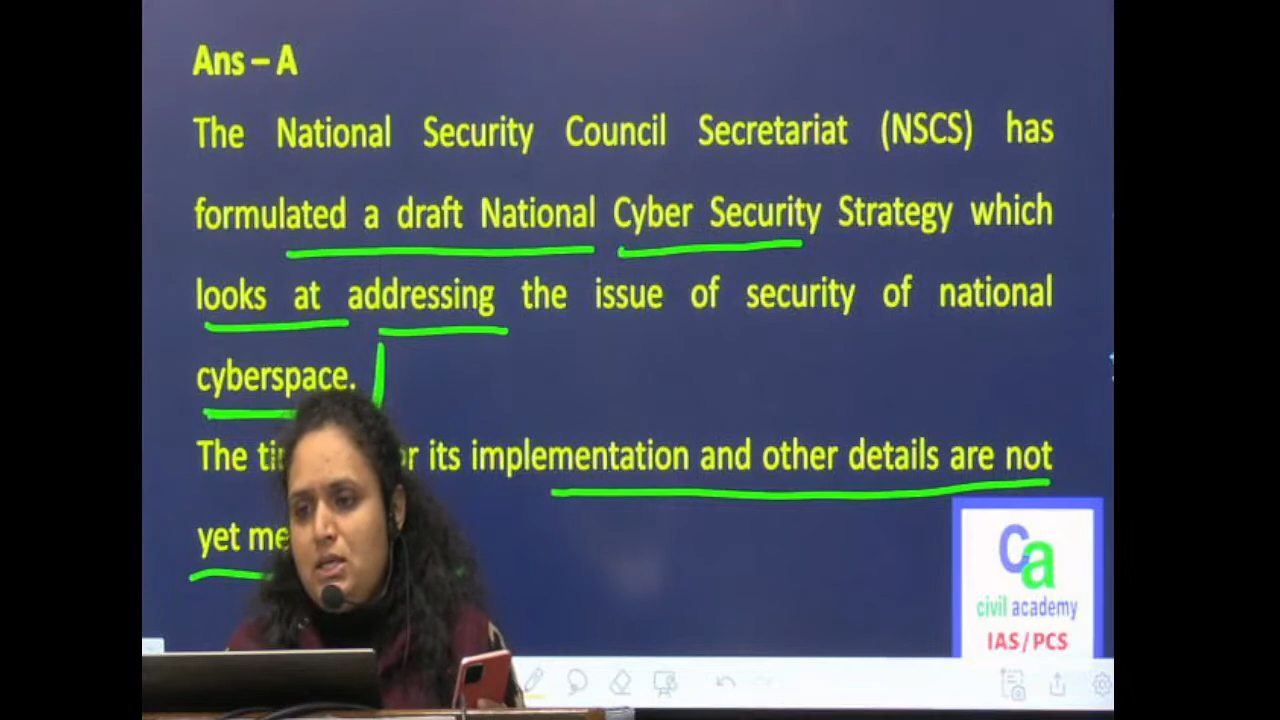 Ans – A
The National Security Council Secretariat (NSCS) has
formulated a draft National Cyber Security Strategy which
looks at addressing the issue of security of national
cyberspace.
The its implementation and other details are not
yet
ca
civil academy
IAS/PCS